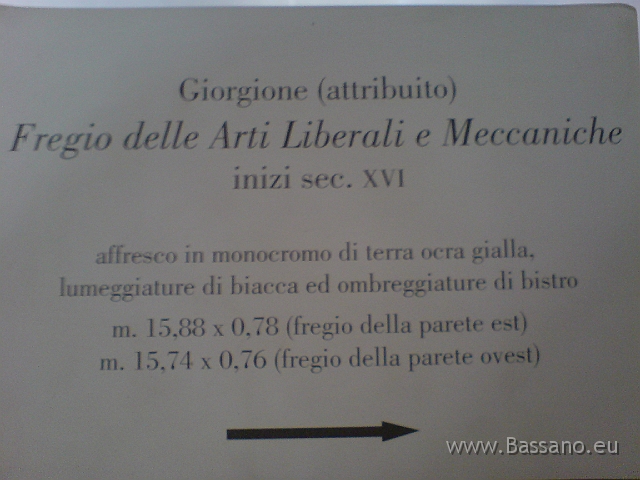 Giorgione (attribuito)
Fregio delle Arti Liberali e Meccaniche
inizi sec. XVI
affresco in monocromo di terra ocra gialla,
lumeggiature di biacca ed ombreggiature di bistro
m. 15,88 x 0,78 (fregio della parete est)
m. 15,74 x 0,76 (fregio della parete ovest)
www.Bassano.eu